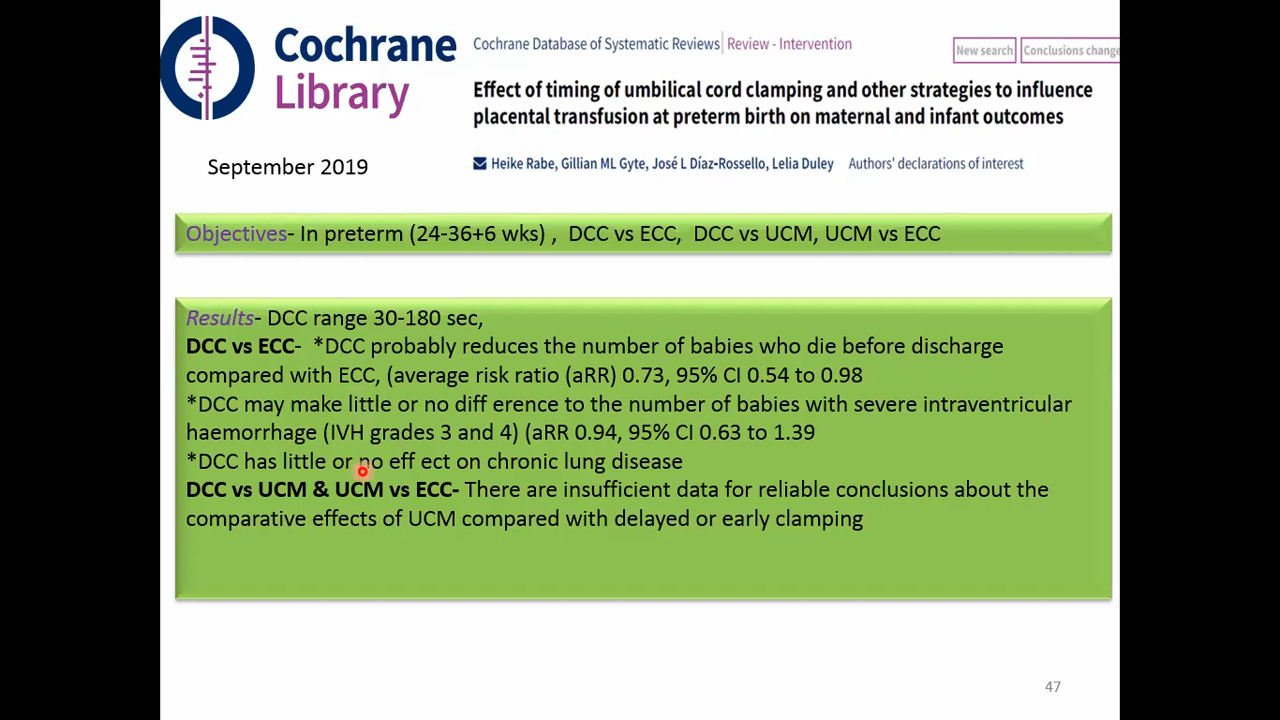 Cochrane
Library
Cochrane Database of Systematic Reviews | Review - Intervention
New search
Conclusions change
Effect of timing of umbilical cord clamping and other strategies to influence
placental transfusion at preterm birth on maternal and infant outcomes
September 2019
Heike Rabe, Gillian ML Gyte, José L Díaz-Rossello, Lelia Duley Authors' declarations of interest
Objectives- In preterm (24-36+6 wks) , DCC vs ECC, DCC vs UCM, UCM vs ECC
Results- DCC range 30-180 sec,
DCC vs ECC- *DCC probably reduces the number of babies who die before discharge
compared with ECC, (average risk ratio (aRR) 0.73, 95% CI 0.54 to 0.98
*DCC may make little or no diff erence to the number of babies with severe intraventricular
haemorrhage (IVH grades 3 and 4) (aRR 0.94, 95% CI 0.63 to 1.39
*DCC has little or no eff ect on chronic lung disease
DCC vs UCM & UCM vs ECC- There are insufficient data for reliable conclusions about the
comparative effects of UCM compared with delayed or early clamping
47